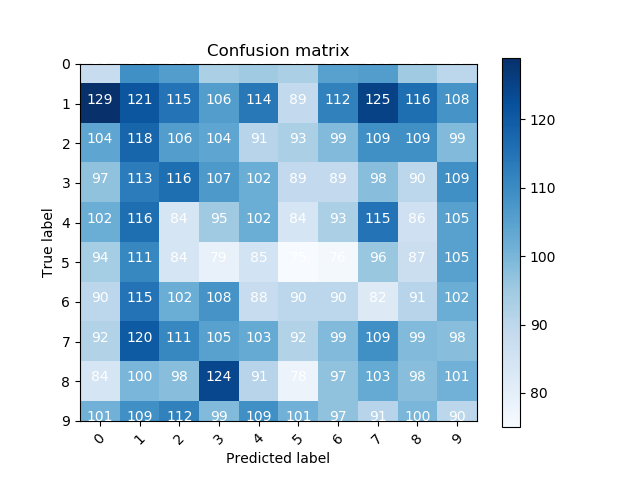 Confusion matrix
0
1 129 121 115 106 114 89 112 125 116 108
2 104 118 106 104 91 93 99 109 109 99
3 97 113 116 107 102 89 89 98 90 109
4 102 116 84 95 102 84 93 115 86 105
5 94 111 84 79 85 96 87 105
6 90 115 102 108 88 90 90 82 91 102
7 92 120 111 105 103 92 99 109 99 98
8 84 100 98 124 91 78 97 103 98 101
9 101 109 112 99 109 101 97 91 100 90
0 1 2 3 4 5 6 7 8 9
True label
Predicted label
120
110
100
90
80